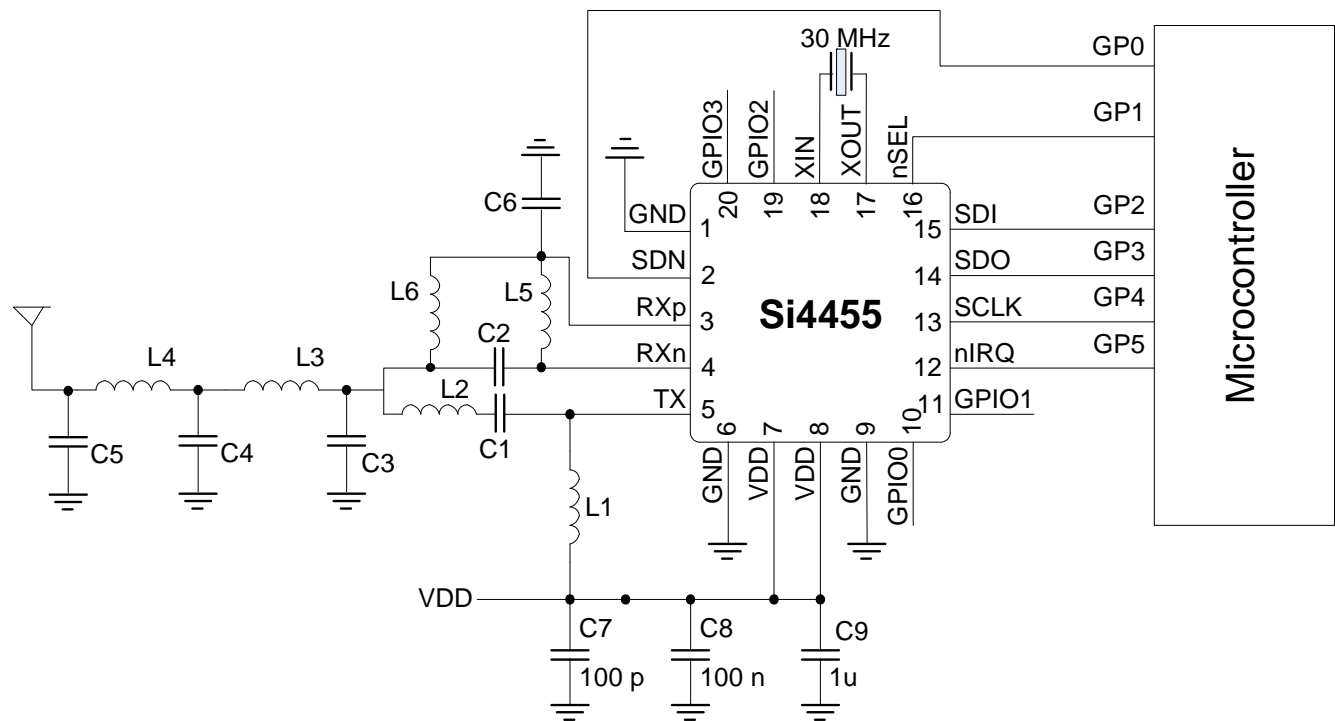 30 MHz
GP0
GP1
GPIO3
GPIO2
XIN
XOUT
nSEL
C6
GND
20
19
18
17
16
1
15
SDI
GP2
SDN
2
14
SDO
GP3
L6
L5
RXp
3
Si4455
13
SCLK
GP4
C2
RXn
4
12
nIRQ
GP5
L4
L3
L2
TX
5
11
GPIO1
C1
6
7
8
9
10
C5
C4
C3
GND
VDD
VDD
GND
GPIO0
L1
Microcontroller
VDD
C7
100 p
C8
100 n
C9
1u